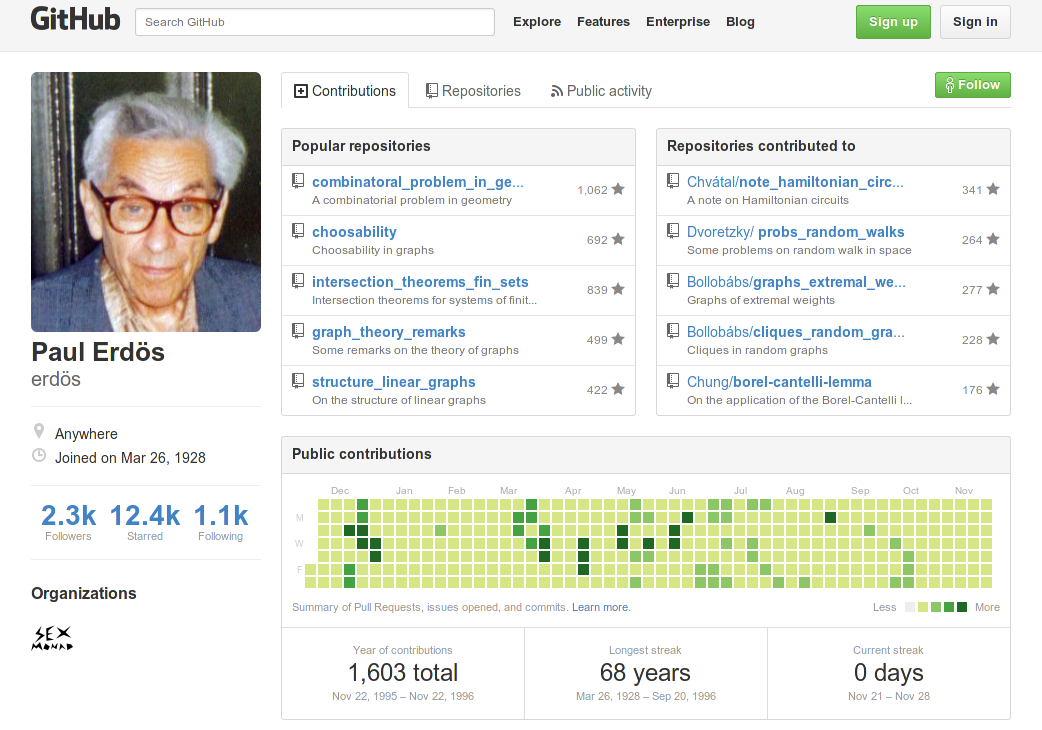 GitHub
Search GitHub
Explore Features Enterprise Blog
Sign up
Sign in
Contributions
Repositories
Public activity
Follow
Paul Erdös
erdös
Anywhere
Joined on Mar 26, 1928
2.3k 12.4k 1.1k
Followers Starred Following
Organizations
SEX
MONAD
Popular repositories
combinatoral_problem_in_ge...
1,062
A combinatorial problem in geometry
choosability
692
Choosability in graphs
intersection_theorems_fin_sets
839
Intersection theorems for systems of finit...
graph_theory_remarks
499
Some remarks on the theory of graphs
structure_linear_graphs
422
On the structure of linear graphs
Repositories contributed to
Chvátal/note_hamiltonian_circ...
341
A note on Hamiltonian circuits
Dvoretzky/ probs_random_walks
264
Some problems on random walk in space
Bollobábs/graphs_extremal_we...
277
Graphs of extremal weights
Bollobábs/cliques_random_gra...
228
Cliques in random graphs
Chung/borel-cantelli-lemma
176
On the application of the Borel-Cantelli l...
Public contributions
Dec Jan Feb Mar Apr May Jun Jul Aug Sep Oct Nov
M
W
F
Summary of Pull Requests, issues opened, and commits. Learn more.
Less More
Year of contributions
1,603 total
Nov 22, 1995 – Nov 22, 1996
Longest streak
68 years
Mar 26, 1928 – Sep 20, 1996
Current streak
0 days
Nov 21 – Nov 28